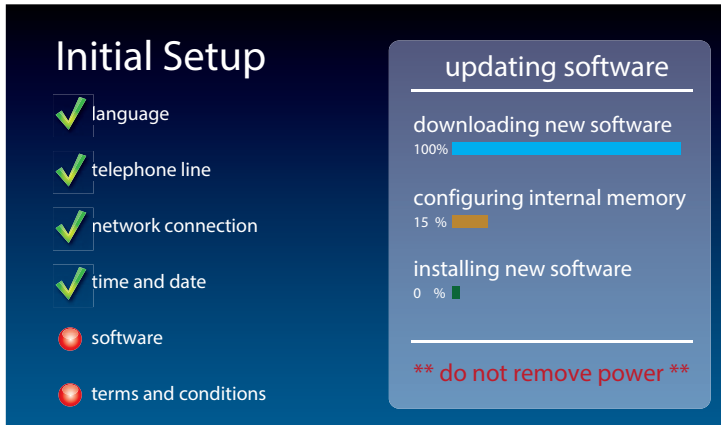 Initial Setup
language
telephone line
network connection
time and date
software
terms and conditions
updating software
downloading new software
100%
configuring internal memory
15 %
installing new software
0 %
** do not remove power **